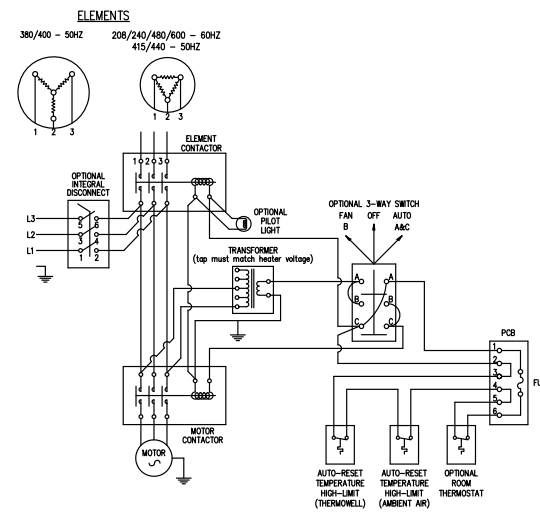 ELEMENTS
380/400 - 50HZ
208/240/480/600 - 60HZ
415/440 - 50HZ
1 2 3
1 2 3
ELEMENT
CONTACTOR
1 2 3
OPTIONAL
INTEGRAL
DISCONNECT
L3
L2
L1
5 6
3 4
1 2
OPTIONAL
PILOT
LIGHT
OPTIONAL 3-WAY SWITCH
FAN OFF AUTO
B A&C
TRANSFORMER
(tap must match heater voltage)
A A
B B
C C
PCB
1
2
3
4
5
6
FU
MOTOR
CONTACTOR
MOTOR
AUTO-RESET
TEMPERATURE
HIGH-LIMIT
(THERMOWELL)
AUTO-RESET
TEMPERATURE
HIGH-LIMIT
(AMBIENT AIR)
OPTIONAL
ROOM
THERMOSTAT